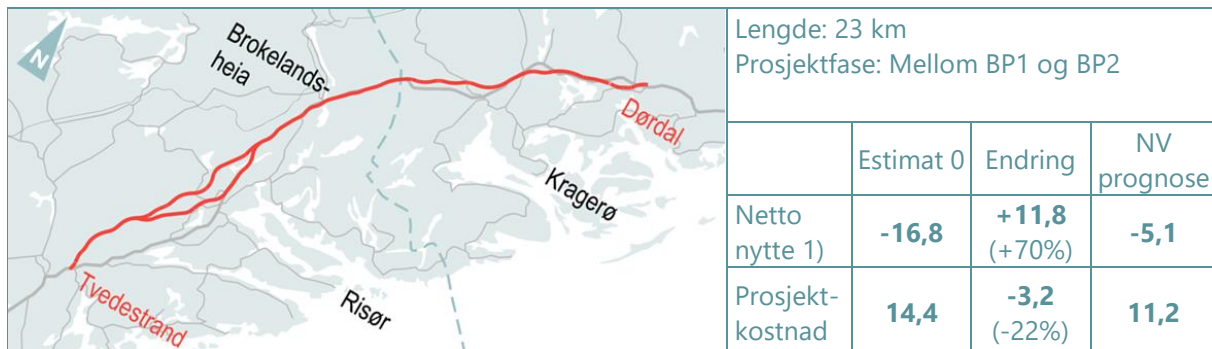 N
Brokelands-
heia
Dørdal
Kragerø
Risør
Tvedestrand
Lengde: 23 km
Prosjektfase: Mellom BP1 og BP2
Estimat 0
Endring
NV
prognose
Netto
nytte 1)
-16,8
+11,8
(+70%)
-5,1
Prosjekt-
kostnad
14,4
-3,2
(-22%)
11,2